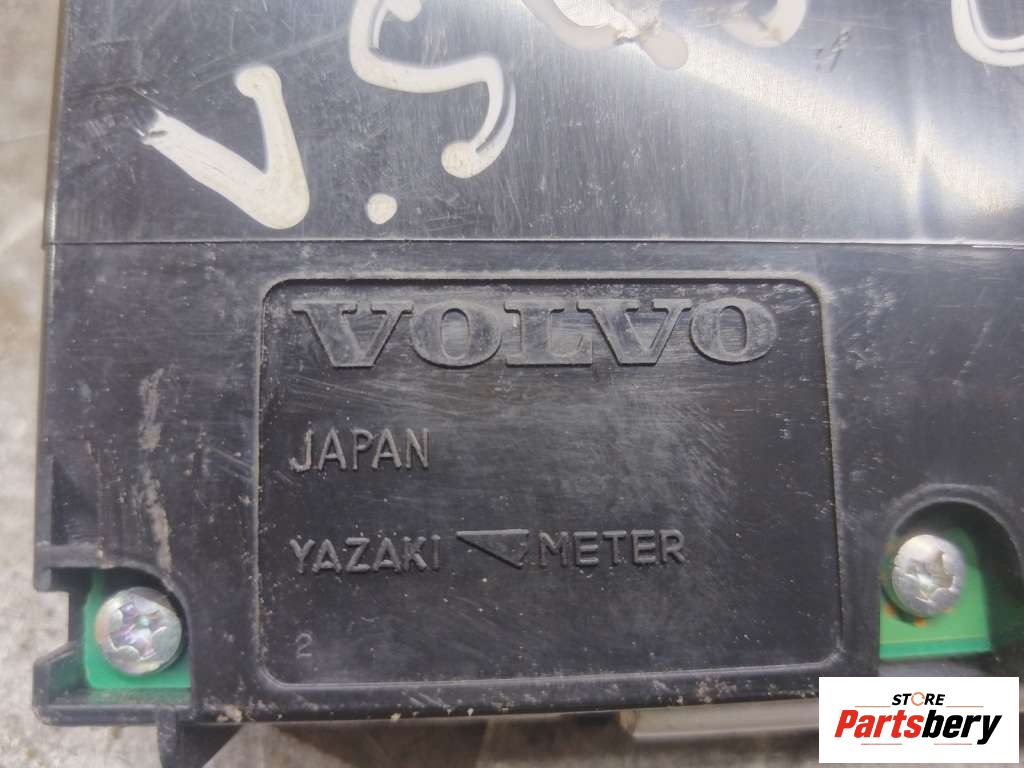 V.S
VOLVO
JAPAN
YAZAKI METER
2
STORE
Partsbery